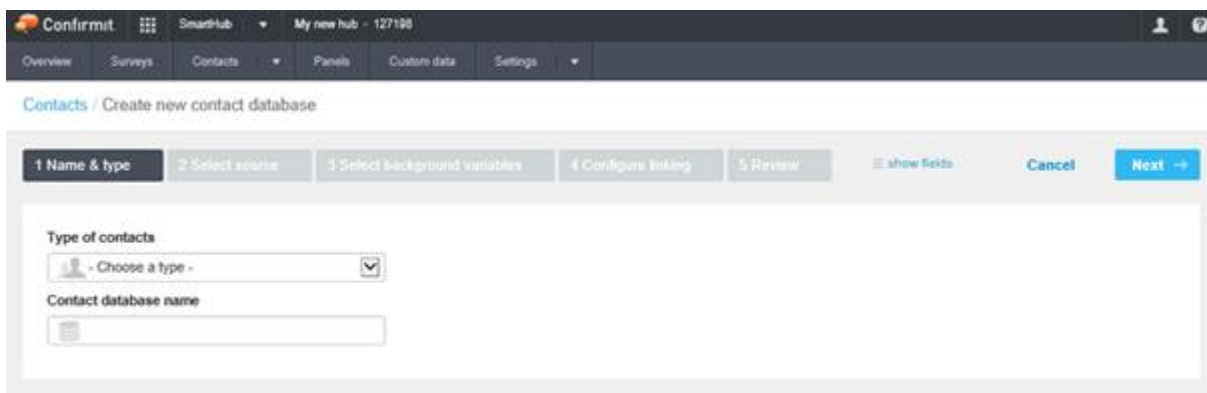 Confirmit SmartHub My new hub - 127198
Overview Surveys Contacts Panels Custom data Settings
Contacts / Create new contact database
1 Name & type 2 Select source 3 Select background variables 4 Configure linking 5 Review show fields Cancel Next →
Type of contacts
- Choose a type -
Contact database name